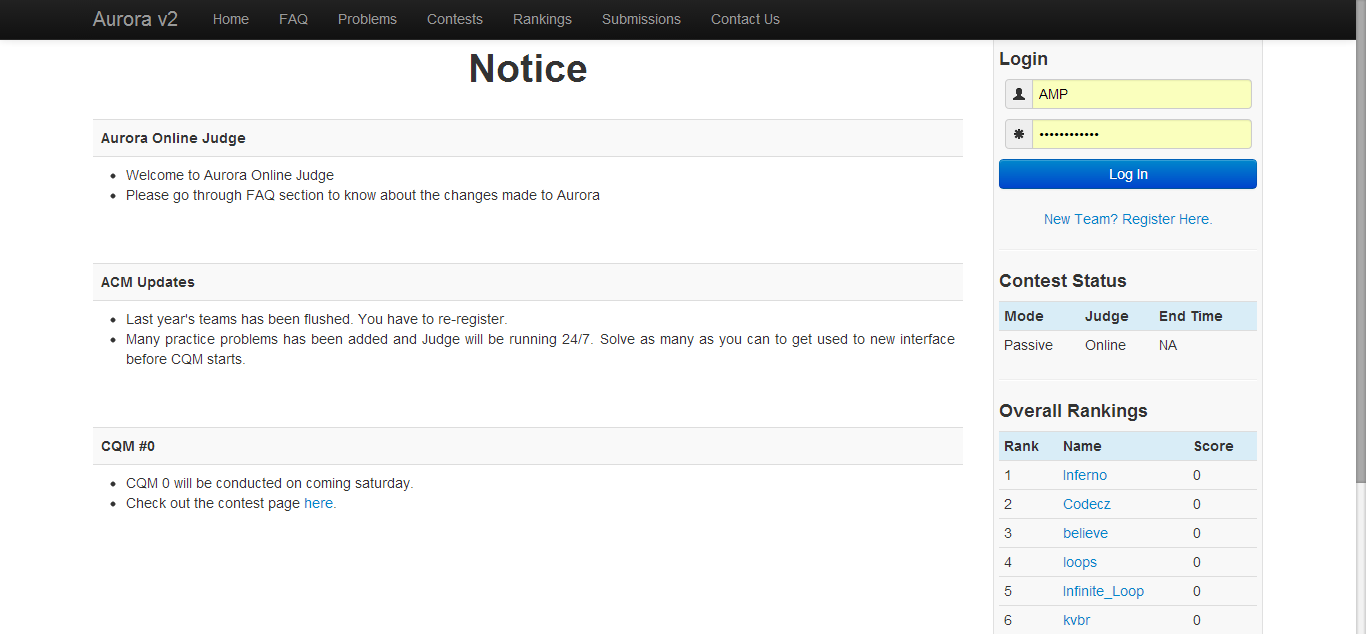 Aurora v2 Home FAQ Problems Contests Rankings Submissions Contact Us
Notice
Aurora Online Judge
Welcome to Aurora Online Judge
Please go through FAQ section to know about the changes made to Aurora
ACM Updates
Last year's teams has been flushed. You have to re-register.
Many practice problems has been added and Judge will be running 24/7. Solve as many as you can to get used to new interface
before CQM starts.
CQM #0
CQM 0 will be conducted on coming saturday.
Check out the contest page here.
Login
AMP
••••••••••••
Log In
New Team? Register Here.
Contest Status
Mode Judge End Time
Passive Online NA
Overall Rankings
Rank Name Score
1 Inferno 0
2 Codecz 0
3 believe 0
4 loops 0
5 Infinite_Loop 0
6 kvbr 0